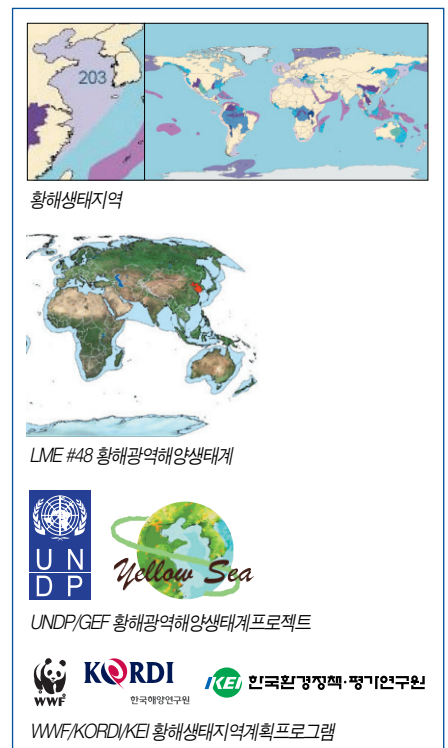 203
황해생태지역
LME #48 황해광역해양생태계
UN
DP
Yellow Sea
UNDP/GEF 황해광역해양생태계프로젝트
WWF
KORDI
한국해양연구원
KEI 한국환경정책·평가연구원
WWF/KORDI/KEI 황해생태지역계획프로그램